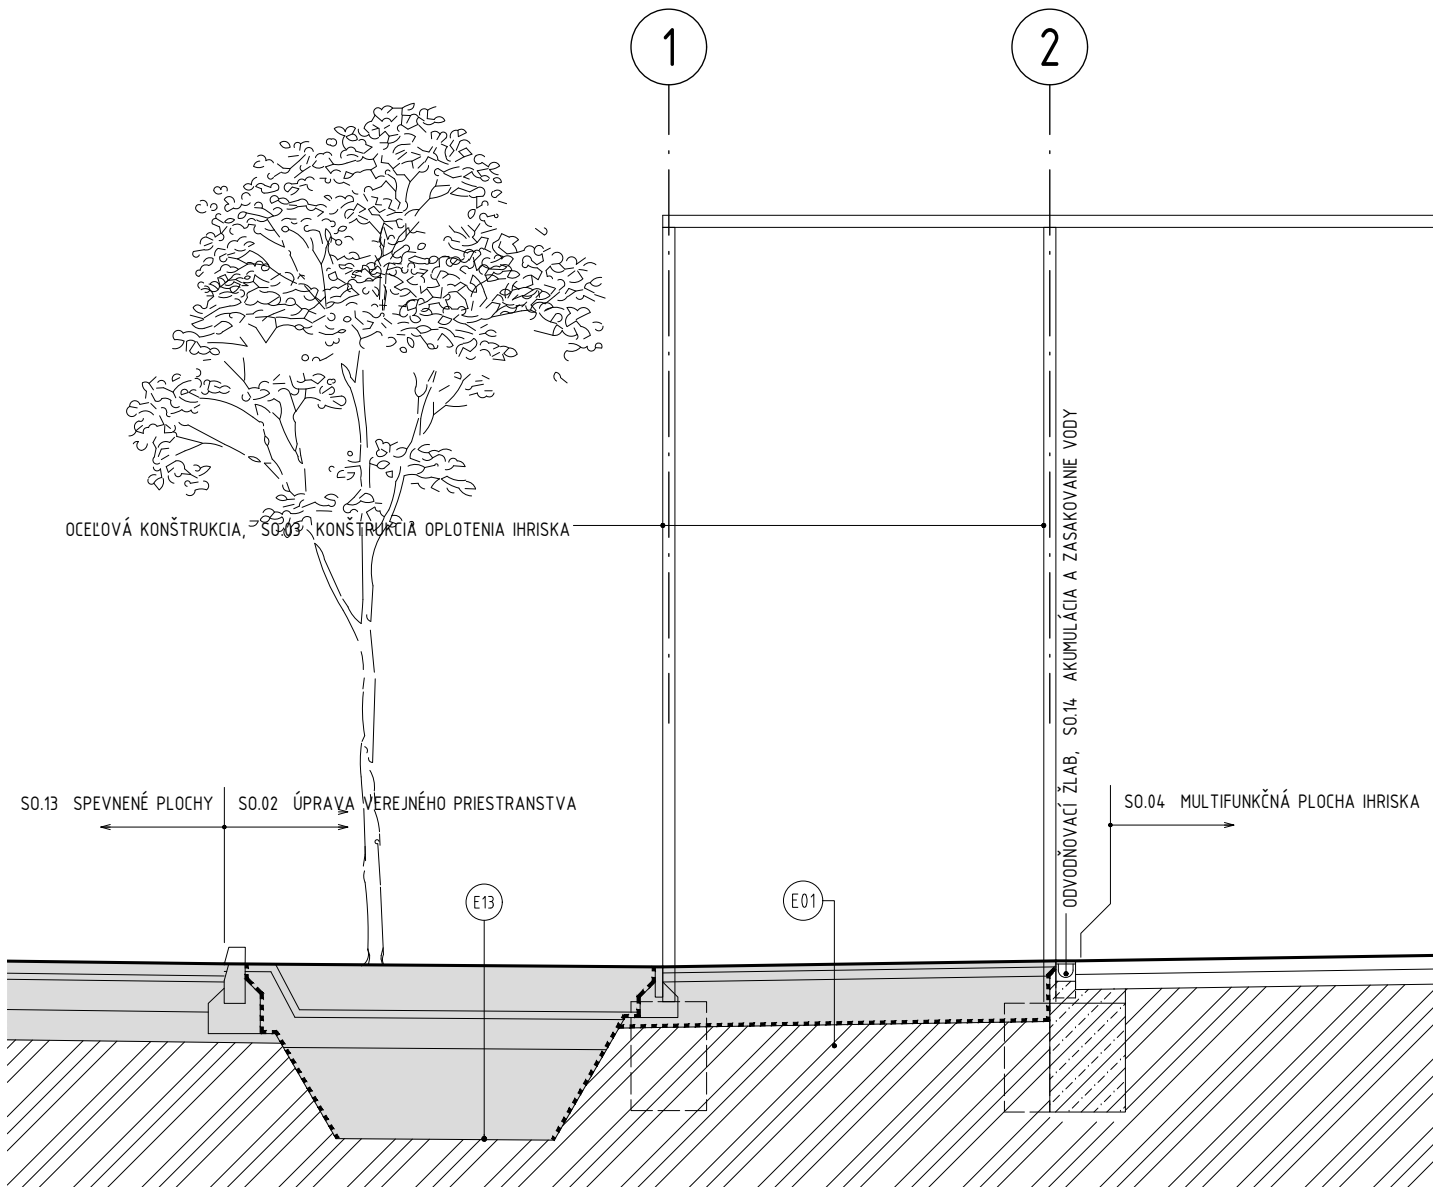 1
2
OCEĽOVÁ KONŠTRUKCIA, SO.03 KONŠTRUKCIA OPLOTENIA IHRISKA
ODVODŇOVACÍ ŽLAB, SO.14 AKUMULÁCIA A ZASAKOVANIE VODY
SO.13 SPEVNENÉ PLOCHY
SO.02 ÚPRAVA VEREJNÉHO PRIESTRANSTVA
SO.04 MULTIFUNKČNÁ PLOCHA IHRISKA
E13
E01